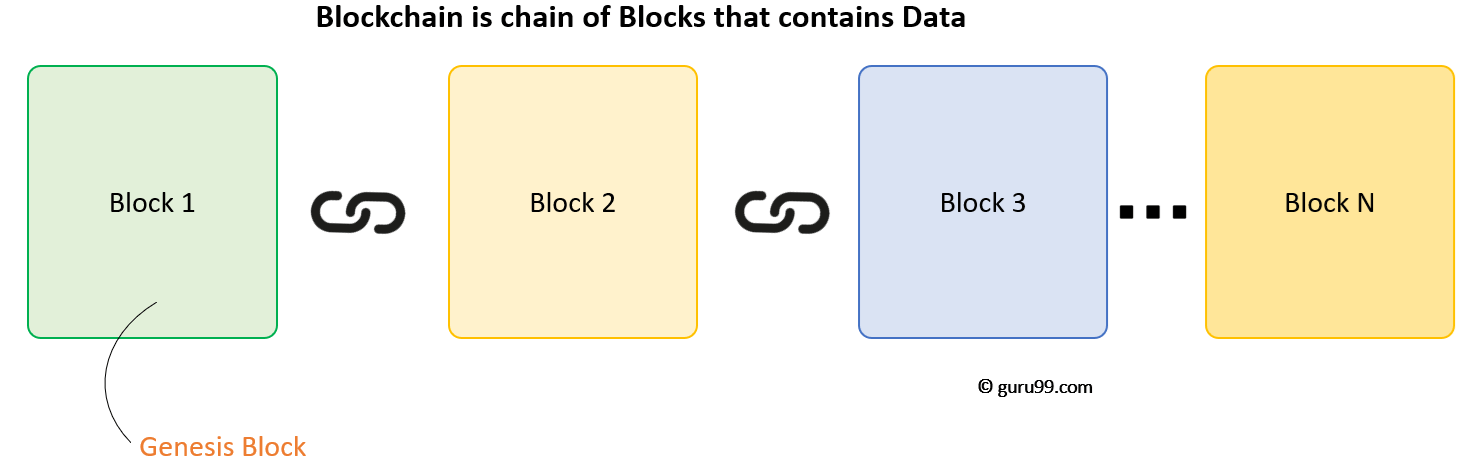 Blockchain is chain of Blocks that contains Data
Block 1
Block 2
Block 3
Block N
© guru99.com
Genesis Block